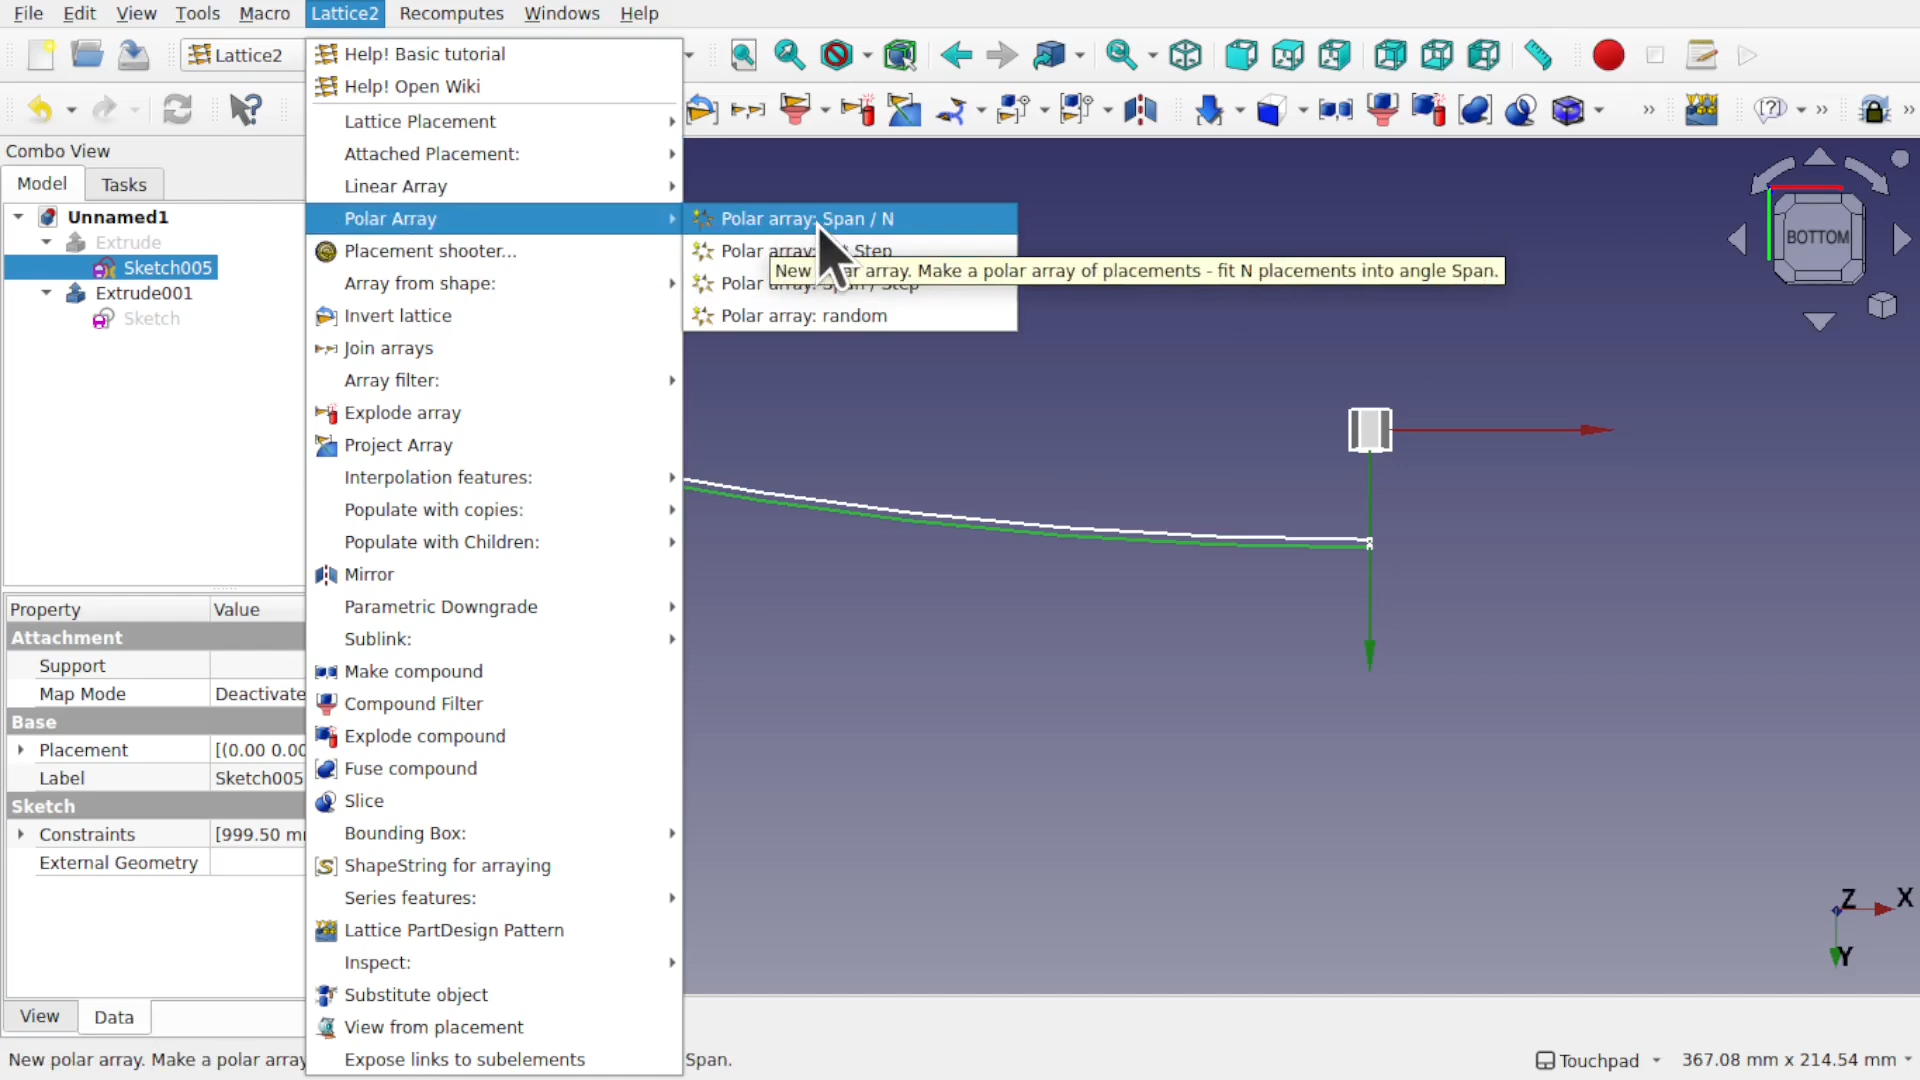 File Edit View Tools Macro Lattice2 Recomputes Windows Help
Lattice2
Combo View
Model Tasks
Unnamed1
Extrude
Sketch005
Extrude001
Sketch
Property Value
Attachment
Support
Map Mode Deactivate
Base
Placement [(0.00 0.00
Label Sketch005
Sketch
Constraints [999.50 m
External Geometry
View Data
Help! Basic tutorial
Help! Open Wiki
Lattice Placement
Attached Placement:
Linear Array
Polar Array
Placement shooter...
Array from shape:
Invert lattice
Join arrays
Array filter:
Explode array
Project Array
Interpolation features:
Populate with copies:
Populate with Children:
Mirror
Parametric Downgrade
Sublink:
Make compound
Compound Filter
Explode compound
Fuse compound
Slice
Bounding Box:
ShapeString for arraying
Series features:
Lattice PartDesign Pattern
Inspect:
Substitute object
View from placement
Expose links to subelements
Polar array: Span / N
Polar array: Step
New array. Make a polar array of placements - fit N placements into angle Span.
Polar array: Span / Step
Polar array: random
BOTTOM
Z X
Y
New polar array. Make a polar array Span.
Touchpad 367.08 mm x 214.54 mm